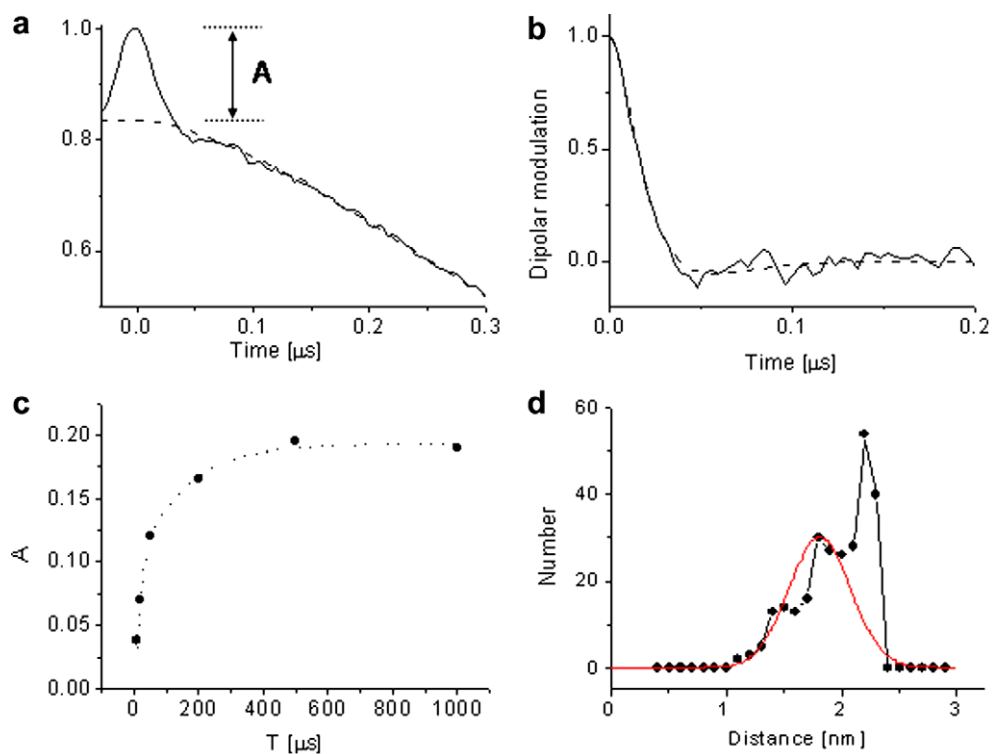 a
1.0
0.8
0.6
A
0.0 0.1 0.2 0.3
Time [µs]
b
Dipolar modulation
1.0
0.5
0.0
0.0 0.1 0.2
Time [µs]
c
A
0.20
0.15
0.10
0.05
0.00
0 200 400 600 800 1000
T [µs]
d
Number
60
40
20
0
0 1 2 3
Distance [nm]